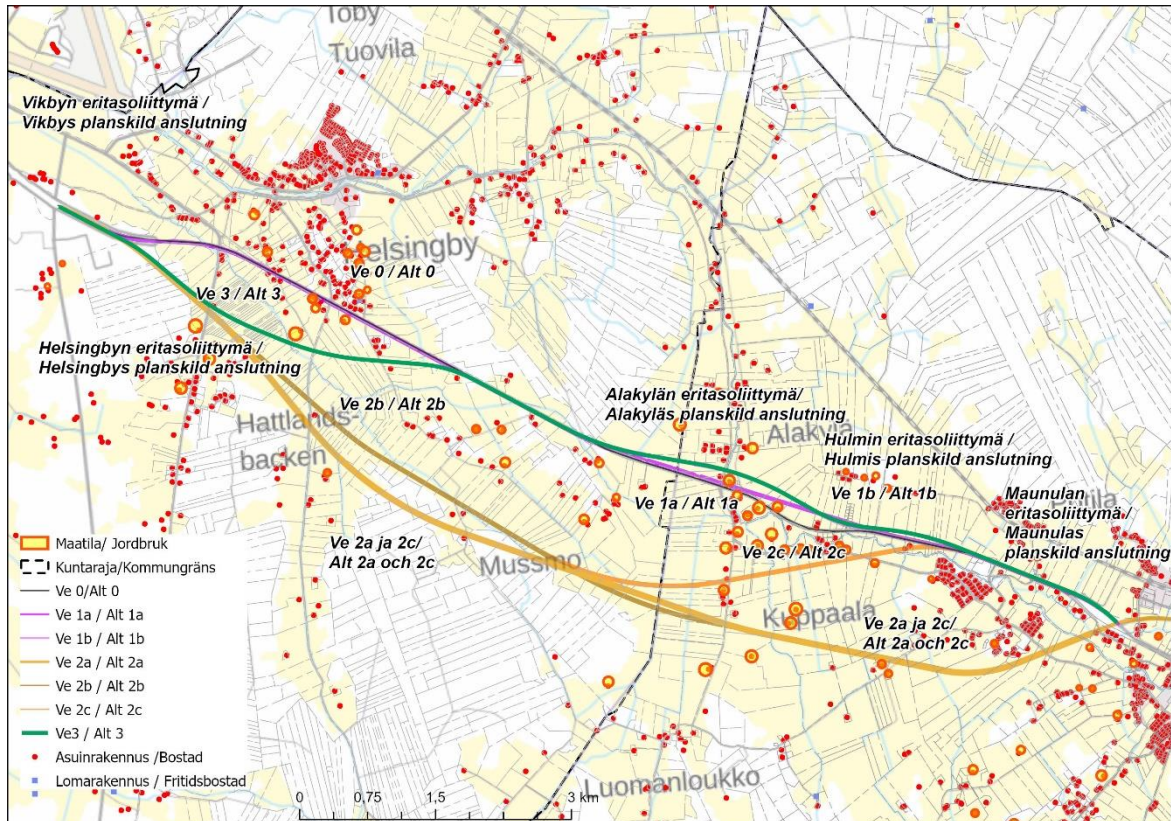 Toby
Tuovila
Vikbyn eritasoliittymä /
Vikbys planskild anslutning
Helsingby
Ve 0 / Alt 0
Ve 3 / Alt 3
Helsingbyn eritasoliittymä /
Helsingbys planskild anslutning
Ve 2b / Alt 2b
Hattlands-
backen
Alakylän eritasoliittymä/
Alakyläs planskild anslutning
Alakylä
Hulmin eritasoliittymä /
Hulmis planskild anslutning
Ve 1b / Alt 1b
Ve 1a / Alt 1a
Maunulan
eritasoliittymä /
Maunulas
planskild anslutning
Ve 2a ja 2c/
Alt 2a och 2c
Mussmo
Ve 2c / Alt 2c
Kuppaala
Ve 2a ja 2c/
Alt 2a och 2c
Luomanloukko
Maatila/ Jordbruk
Kuntaraja/Kommungräns
Ve 0/Alt 0
Ve 1a / Alt 1a
Ve 1b / Alt 1b
Ve 2a / Alt 2a
Ve 2b / Alt 2b
Ve 2c / Alt 2c
Ve3 / Alt 3
Asuinrakennus /Bostad
Lomarakennus / Fritidsbostad
0 0,75 1,5 3 km